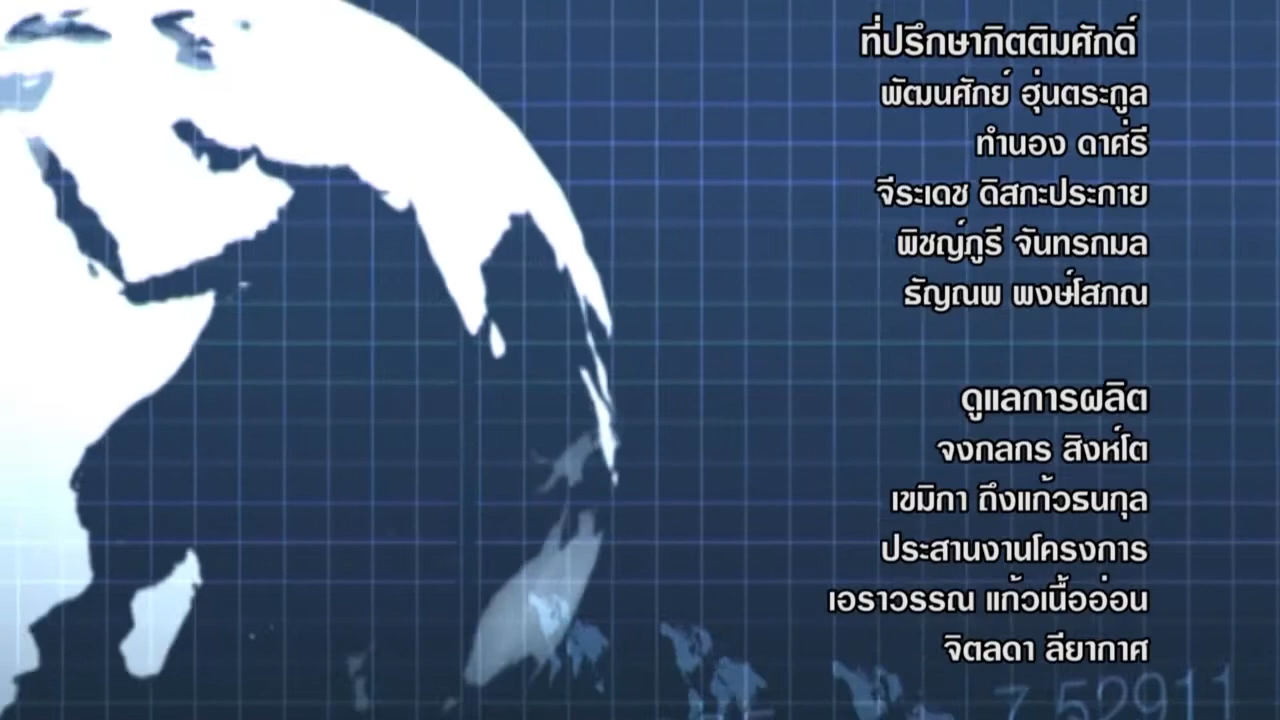 ที่ปรึกษากิตติมศักดิ์
พัฒนศักย์ ฮุ่นตระกูล
ทำนอง ดาศรี
จีระเดช ดิสกะประกาย
พิชญ์ภูรี จันทรกมล
ธัญณพ พงษ์โสภณ
ดูแลการผลิต
จงกลกร สิงห์โต
เขมิกา ถึงแก้วธนกุล
ประสานงานโครงการ
เอราวรรณ แก้วเนื้ออ่อน
จิตลดา ลียากาศ
7.52911